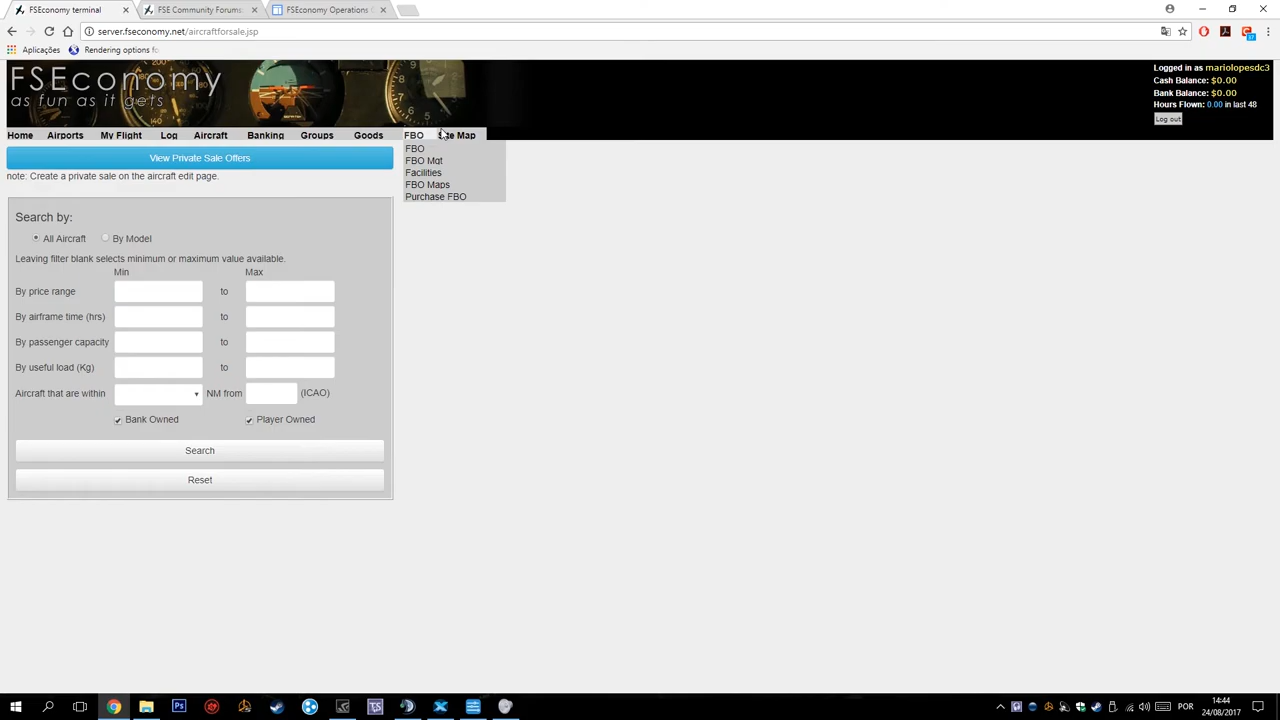 FSEconomy terminal
FSE Community Forums
FSEconomy Operations
server.fseconomy.net/aircraftforsale.jsp
Aplicações
Rendering options fo
FSEconomy
as fun as it gets
Logged in as mariolopesdc3
Cash Balance: $0.00
Bank Balance: $0.00
Hours Flown: 0.00 in last 48
Log out
Home Airports My Flight Log Aircraft Banking Groups Goods FBO Site Map
FBO
FBO Mgt
Facilities
FBO Maps
Purchase FBO
View Private Sale Offers
note: Create a private sale on the aircraft edit page.
Search by:
All Aircraft By Model
Leaving filter blank selects minimum or maximum value available.
Min Max
By price range to
By airframe time (hrs) to
By passenger capacity to
By useful load (Kg) to
Aircraft that are within NM from (ICAO)
Bank Owned Player Owned
Search
Reset
POR
14:44
24/08/2017